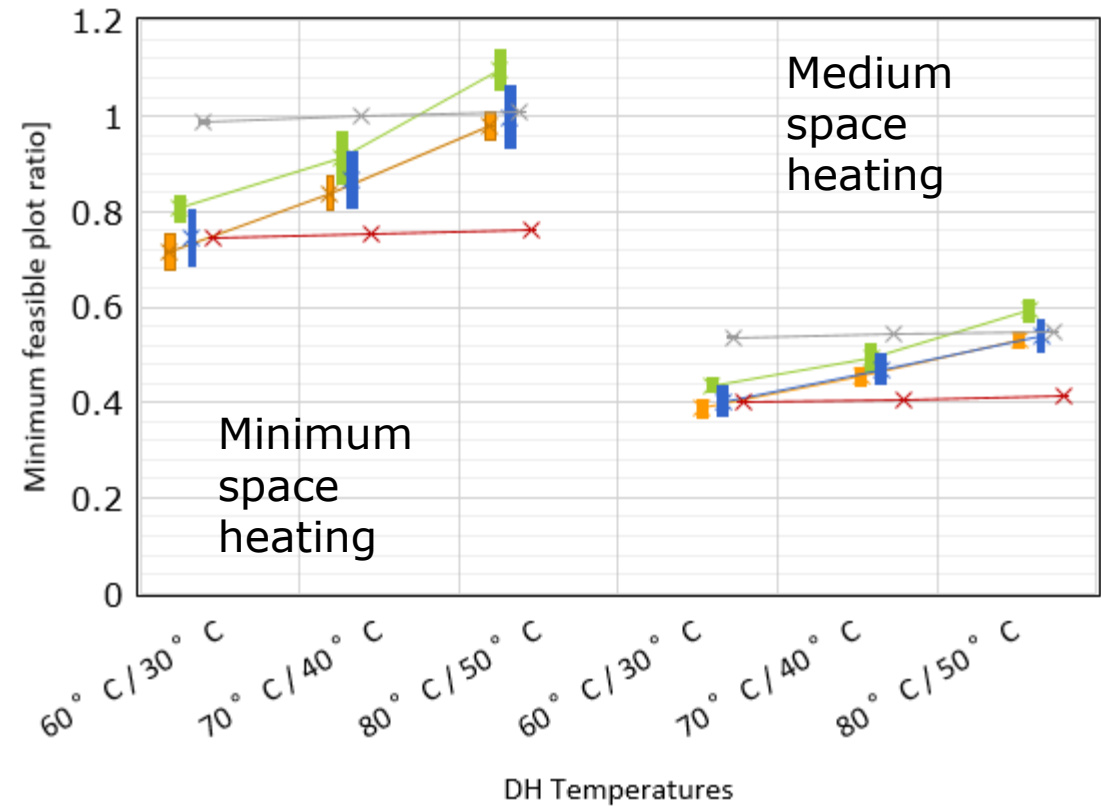 1.2
1
0.8
0.6
0.4
0.2
0
Minimum feasible plot ratio]
Medium
space
heating
Minimum
space
heating
60° C / 30° C
70° C / 40° C
80° C / 50° C
60° C / 30° C
70° C / 40° C
80° C / 50° C
DH Temperatures